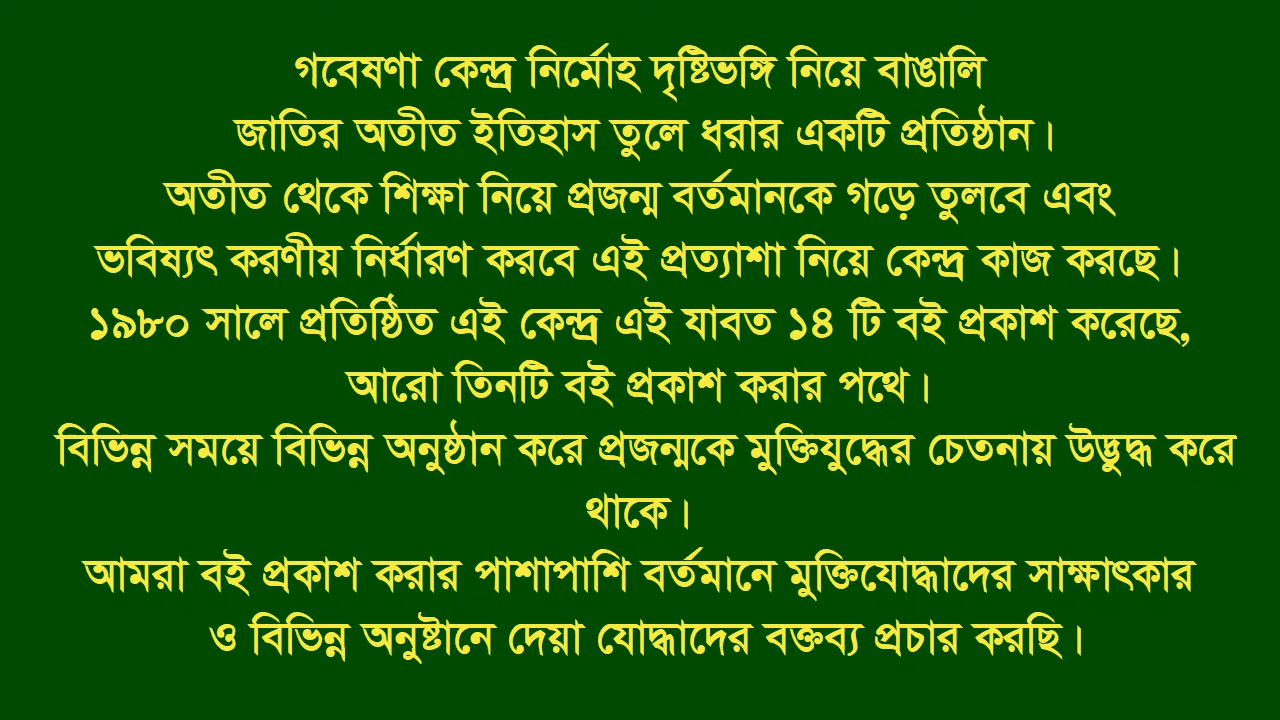 গবেষণা কেন্দ্র নির্মোহ দৃষ্টিভঙ্গি নিয়ে বাঙালি
জাতির অতীত ইতিহাস তুলে ধরার একটি প্রতিষ্ঠান।
অতীত থেকে শিক্ষা নিয়ে প্রজন্ম বর্তমানকে গড়ে তুলবে এবং
ভবিষ্যৎ করণীয় নির্ধারণ করবে এই প্রত্যাশা নিয়ে কেন্দ্র কাজ করছে।
১৯৮০ সালে প্রতিষ্ঠিত এই কেন্দ্র এই যাবত ১৪ টি বই প্রকাশ করেছে,
আরো তিনটি বই প্রকাশ করার পথে।
বিভিন্ন সময়ে বিভিন্ন অনুষ্ঠান করে প্রজন্মকে মুক্তিযুদ্ধের চেতনায় উদ্ভুদ্ধ করে
থাকে।
আমরা বই প্রকাশ করার পাশাপাশি বর্তমানে মুক্তিযোদ্ধাদের সাক্ষাৎকার
ও বিভিন্ন অনুষ্টানে দেয়া যোদ্ধাদের বক্তব্য প্রচার করছি।